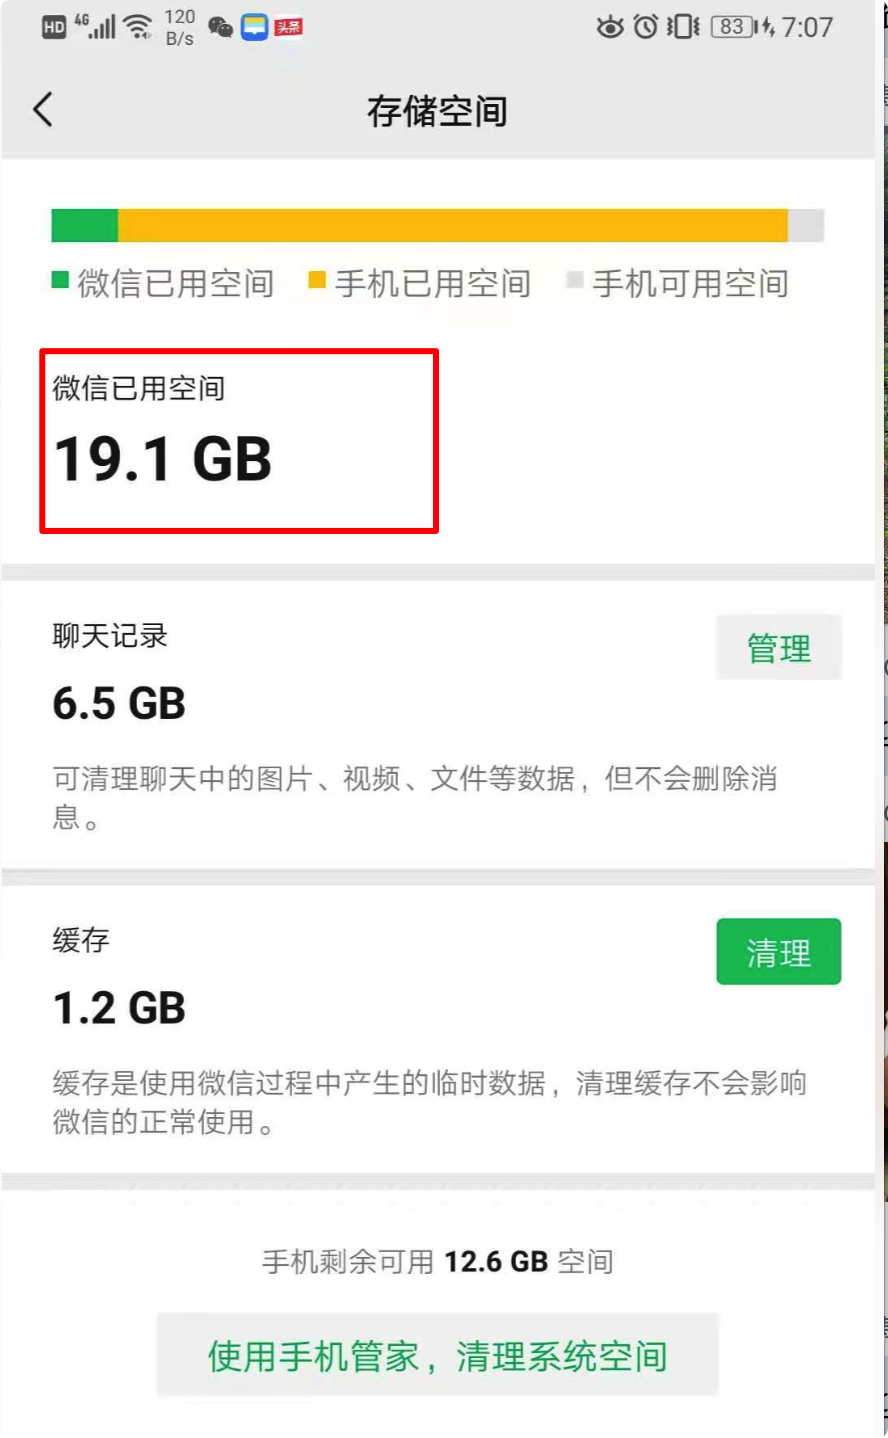 HD 4G 120 B/s 头条 83 7:07
存储空间
微信已用空间 手机已用空间 手机可用空间
微信已用空间
19.1 GB
聊天记录
管理
6.5 GB
可清理聊天中的图片、视频、文件等数据，但不会删除消
息。
缓存
清理
1.2 GB
缓存是使用微信过程中产生的临时数据，清理缓存不会影响
微信的正常使用。
手机剩余可用 12.6 GB 空间
使用手机管家，清理系统空间